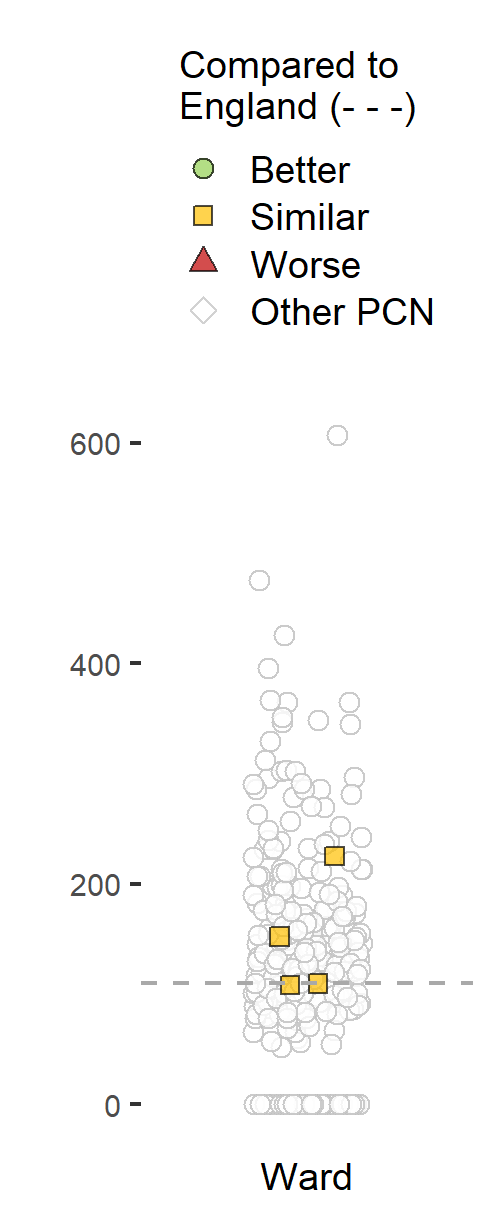 Compared to
England (- - -)
Better
Similar
Worse
Other PCN
600
400
200
0
Ward